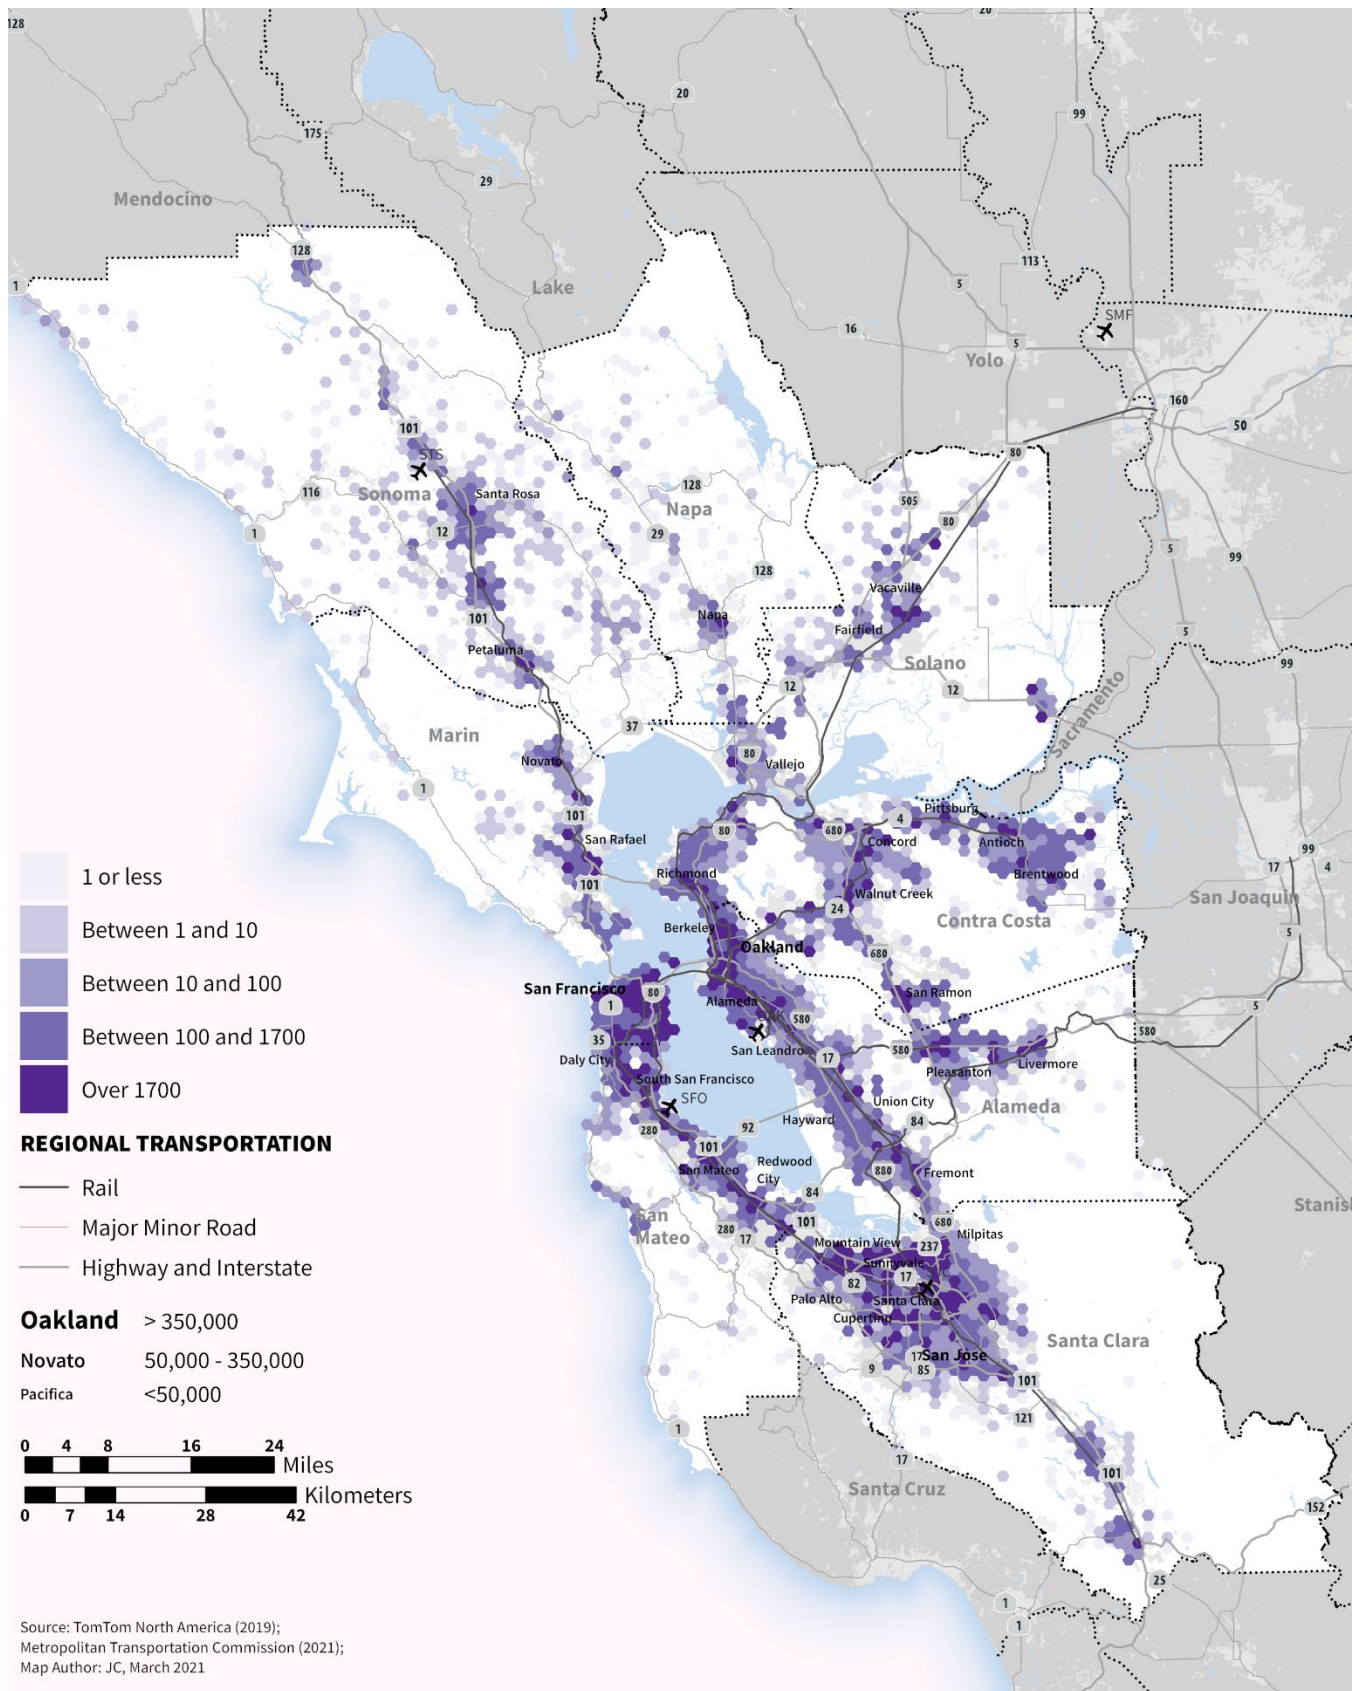 128
20
20
99
175
29
Mendocino
128
113
1
Lake
5
SMF
16
5
Yolo
160
101
50
STS
80
116
Sonoma
Santa Rosa
128
505
Napa
80
1
12
29
5
99
128
Vacaville
101
Napa
Fairfield
5
Petaluma
Solano
99
12
12
Sacramento
37
Marin
80
Novato
Vallejo
1
101
Pittsburg
4
San Rafael
80
680
Concord
Antioch
99
1 or less
Richmond
Brentwood
17
4
101
Walnut Creek
San Joaquin
24
Between 1 and 10
Berkeley
Contra Costa
5
Oakland
680
Between 10 and 100
San Francisco
80
San Ramon
1
Alameda
5
OAK
580
Between 100 and 1700
35
San Leandro
580
580
Daly City
17
Livermore
Pleasanton
South San Francisco
Over 1700
SFO
Union City
Alameda
280
92
Hayward
84
REGIONAL TRANSPORTATION
101
San Mateo
Redwood
City
880
Fremont
Rail
84
San
Mateo
Stanisl
Major Minor Road
280
101
680
17
Mountain View
237
Milpitas
Highway and Interstate
Sunnyvale
82
17
Palo Alto
Santa Clara
Oakland > 350,000
Cupertino
Santa Clara
Novato 50,000 - 350,000
17
San Jose
9
85
101
Pacifica <50,000
121
1
0 4 8 16 24
17
Miles
101
Kilometers
Santa Cruz
152
0 7 14 28 42
25
1
1
Source: TomTom North America (2019);
Metropolitan Transportation Commission (2021);
Map Author: JC, March 2021